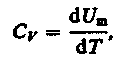 C_V = dU_m / dT,